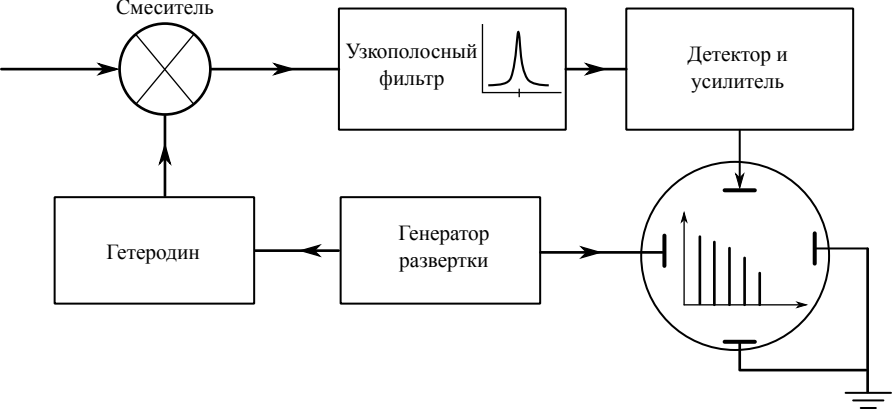 Смеситель
Узкополосный
фильтр
Детектор и
усилитель
Гетеродин
Генератор
развертки